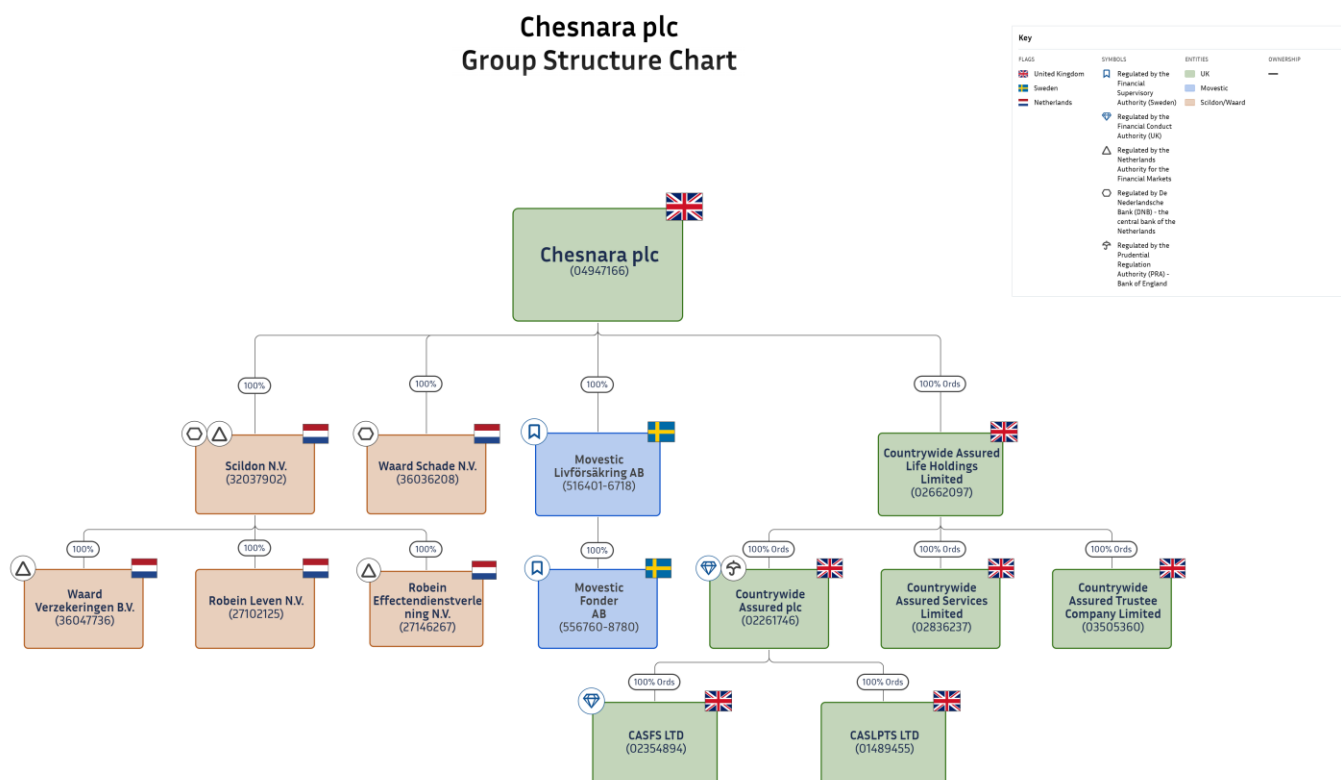 Chesnara plc
Group Structure Chart
Key
FLAGS
United Kingdom
Sweden
Netherlands
SYMBOLS
Regulated by the
Financial
Supervisory
Authority (Sweden)
Regulated by the
Financial Conduct
Authority (UK)
Regulated by the
Netherlands
Authority for the
Financial Markets
Regulated by De
Nederlandsche
Bank (DNB) - the
central bank of the
Netherlands
Regulated by the
Prudential
Regulation
Authority (PRA) -
Bank of England
ENTITIES
UK
Movestic
Scildon/Waard
OWNERSHIP
Chesnara plc
(04947166)
100%
100%
100%
100% Ords
Scildon N.V.
(32037902)
Waard Schade N.V.
(36036208)
Movestic
Livförsäkring AB
(516401-6718)
Countrywide Assured
Life Holdings
Limited
(02662097)
100%
100%
100%
100%
100% Ords
100% Ords
100% Ords
Waard
Verzekeringen B.V.
(36047736)
Robein Leven N.V.
(27102125)
Robein
Effectendienstverle
ning N.V.
(27146267)
Movestic
Fonder
AB
(556760-8780)
Countrywide
Assured plc
(02261746)
Countrywide
Assured Services
Limited
(02836237)
Countrywide
Assured Trustee
Company Limited
(03505360)
100% Ords
100% Ords
CASFS LTD
(02354894)
CASLPTS LTD
(01489455)